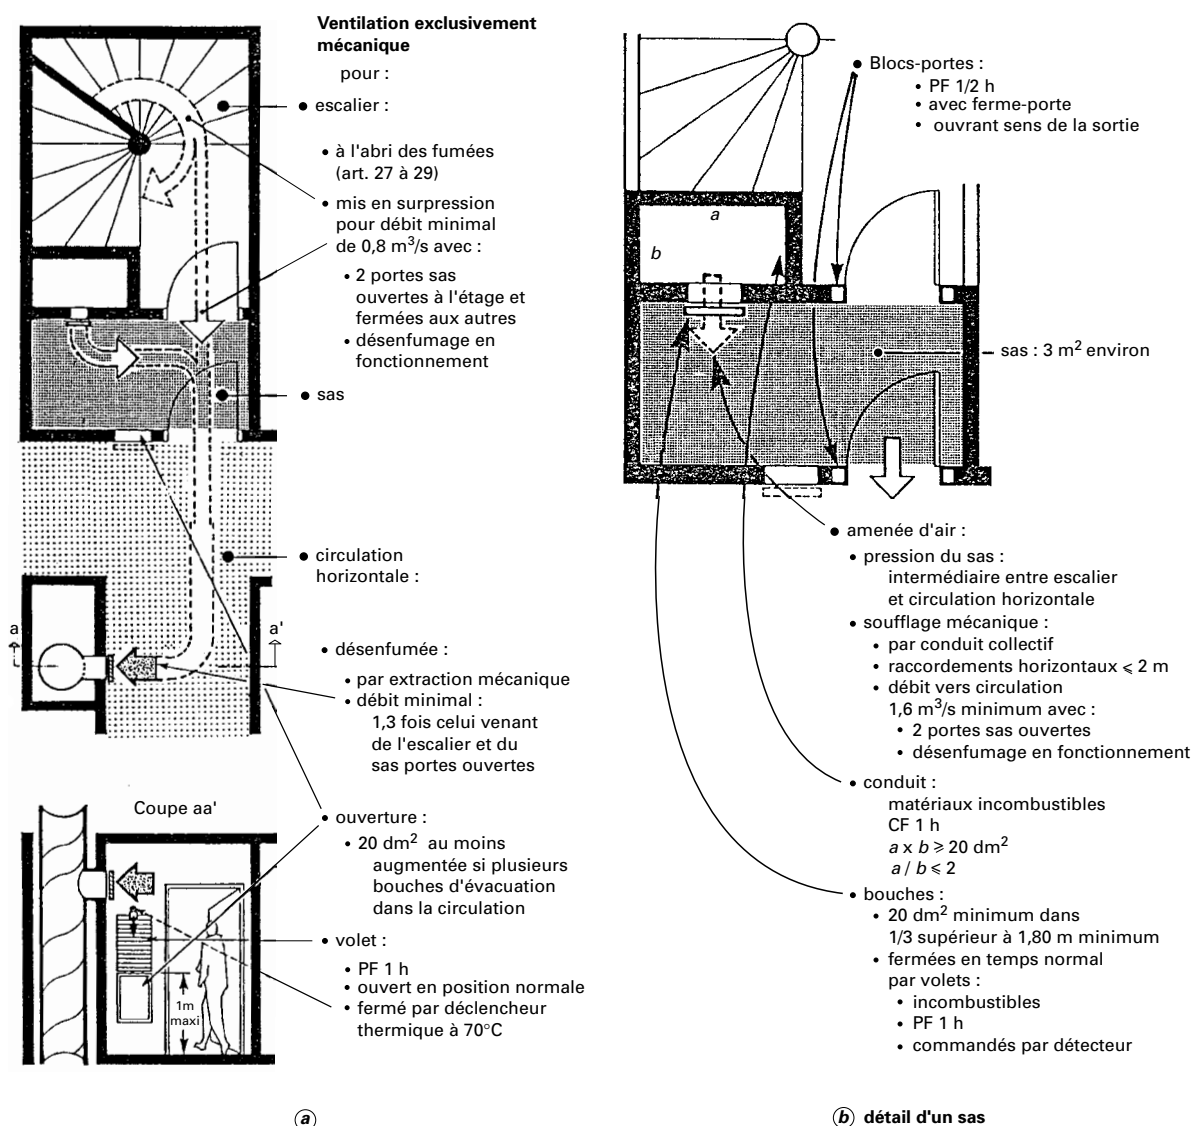 Ventilation exclusivement
mécanique
pour :
• escalier :
• à l'abri des fumées
(art. 27 à 29)
• mis en surpression
pour débit minimal
de 0,8 m³/s avec :
• 2 portes sas
ouvertes à l'étage et
fermées aux autres
• désenfumage en
fonctionnement
• sas
• circulation
horizontale :
a
a'
• désenfumée :
• par extraction mécanique
• débit minimal :
1,3 fois celui venant
de l'escalier et du
sas portes ouvertes
Coupe aa'
• ouverture :
• 20 dm² au moins
augmentée si plusieurs
bouches d'évacuation
dans la circulation
• volet :
• PF 1 h
• ouvert en position normale
• fermé par déclencheur
thermique à 70°C
1m
maxi
a
• Blocs-portes :
• PF 1/2 h
• avec ferme-porte
• ouvrant sens de la sortie
a
b
sas : 3 m² environ
• amenée d'air :
• pression du sas :
intermédiaire entre escalier
et circulation horizontale
• soufflage mécanique :
• par conduit collectif
• raccordements horizontaux ⩽ 2 m
• débit vers circulation
1,6 m³/s minimum avec :
• 2 portes sas ouvertes
• désenfumage en fonctionnement
• conduit :
matériaux incombustibles
CF 1 h
a x b ⩾ 20 dm²
a / b ⩽ 2
• bouches :
• 20 dm² minimum dans
1/3 supérieur à 1,80 m minimum
• fermées en temps normal
par volets :
• incombustibles
• PF 1 h
• commandés par détecteur
b détail d'un sas